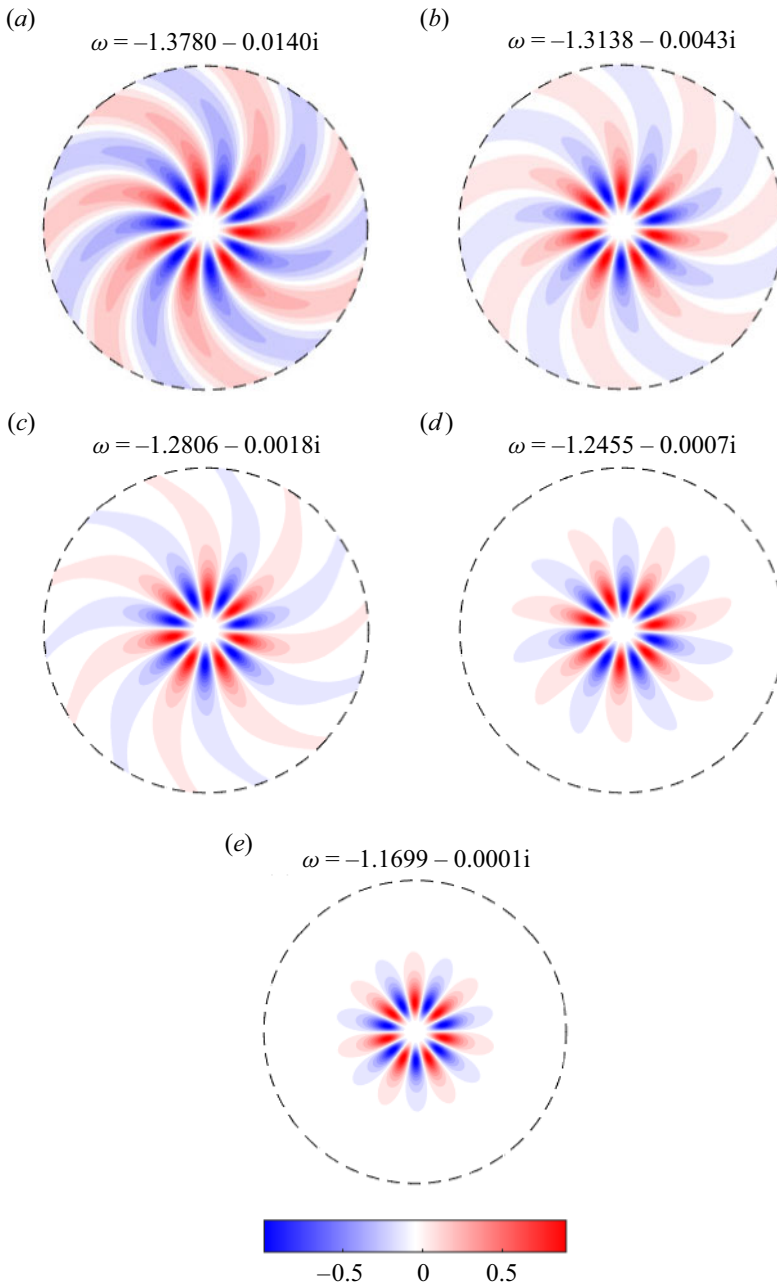 (a)
ω = –1.3780 – 0.0140i
(b)
ω = –1.3138 – 0.0043i
(c)
ω = –1.2806 – 0.0018i
(d)
ω = –1.2455 – 0.0007i
(e)
ω = –1.1699 – 0.0001i
–0.5 0 0.5